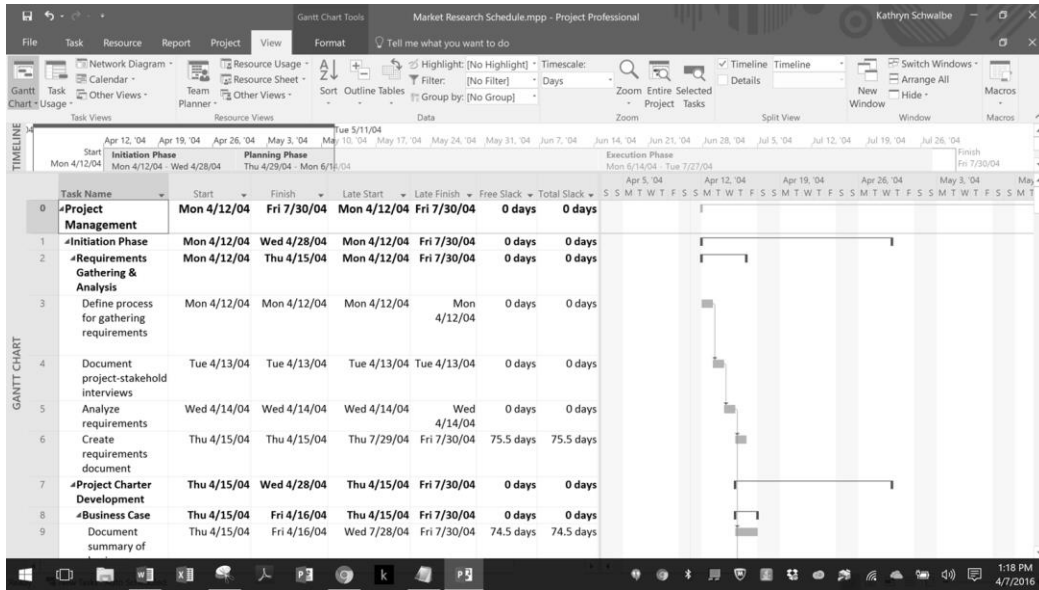 Gantt Chart Tools Market Research Schedule.mpp - Project Professional Kathryn Schwalbe
File Task Resource Report Project View Format Tell me what you want to do
Network Diagram Resource Usage Highlight: [No Highlight] Timescale: Timeline Timeline Switch Windows
Calendar Resource Sheet Filter: [No Filter] Days Details Arrange All
Gantt Chart Task Usage Other Views Team Planner Other Views Sort Outline Tables Group by: [No Group] Zoom Entire Project Selected Tasks New Window Hide Macros
Task Views Resource Views Data Zoom Split View Window Macros
TIMELINE
Tue 5/11/04
Apr 12, '04 Apr 19, '04 Apr 26, '04 May 3, '04 May 10, '04 May 17, '04 May 24, '04 May 31, '04 Jun 7, '04 Jun 14, '04 Jun 21, '04 Jun 28, '04 Jul 5, '04 Jul 12, '04 Jul 19, '04 Jul 26, '04
Start Initiation Phase Planning Phase Execution Phase Finish
Mon 4/12/04 Mon 4/12/04 - Wed 4/28/04 Thu 4/29/04 - Mon 6/14/04 Mon 6/14/04 - Tue 7/27/04 Fri 7/30/04
Apr 5, '04 Apr 12, '04 Apr 19, '04 Apr 26, '04 May 3, '04 May
Task Name Start Finish Late Start Late Finish Free Slack Total Slack S S M T W T F S S M T W T F S S M T W T F S S M T W T F S S M T W T F S S M T
GANTT CHART
0 Project Mon 4/12/04 Fri 7/30/04 Mon 4/12/04 Fri 7/30/04 0 days 0 days
Management
1 Initiation Phase Mon 4/12/04 Wed 4/28/04 Mon 4/12/04 Fri 7/30/04 0 days 0 days
2 Requirements Mon 4/12/04 Thu 4/15/04 Mon 4/12/04 Fri 7/30/04 0 days 0 days
Gathering &
Analysis
3 Define process Mon 4/12/04 Mon 4/12/04 Mon 4/12/04 Mon 0 days 0 days
for gathering 4/12/04
requirements
4 Document Tue 4/13/04 Tue 4/13/04 Tue 4/13/04 Tue 4/13/04 0 days 0 days
project-stakehold
interviews
5 Analyze Wed 4/14/04 Wed 4/14/04 Wed 4/14/04 Wed 0 days 0 days
requirements 4/14/04
6 Create Thu 4/15/04 Thu 4/15/04 Thu 7/29/04 Fri 7/30/04 75.5 days 75.5 days
requirements
document
7 Project Charter Thu 4/15/04 Wed 4/28/04 Thu 4/15/04 Fri 7/30/04 0 days 0 days
Development
8 Business Case Thu 4/15/04 Fri 4/16/04 Thu 4/15/04 Fri 7/30/04 0 days 0 days
9 Document Thu 4/15/04 Fri 4/16/04 Wed 7/28/04 Fri 7/30/04 74.5 days 74.5 days
summary of
1:18 PM
4/7/2016